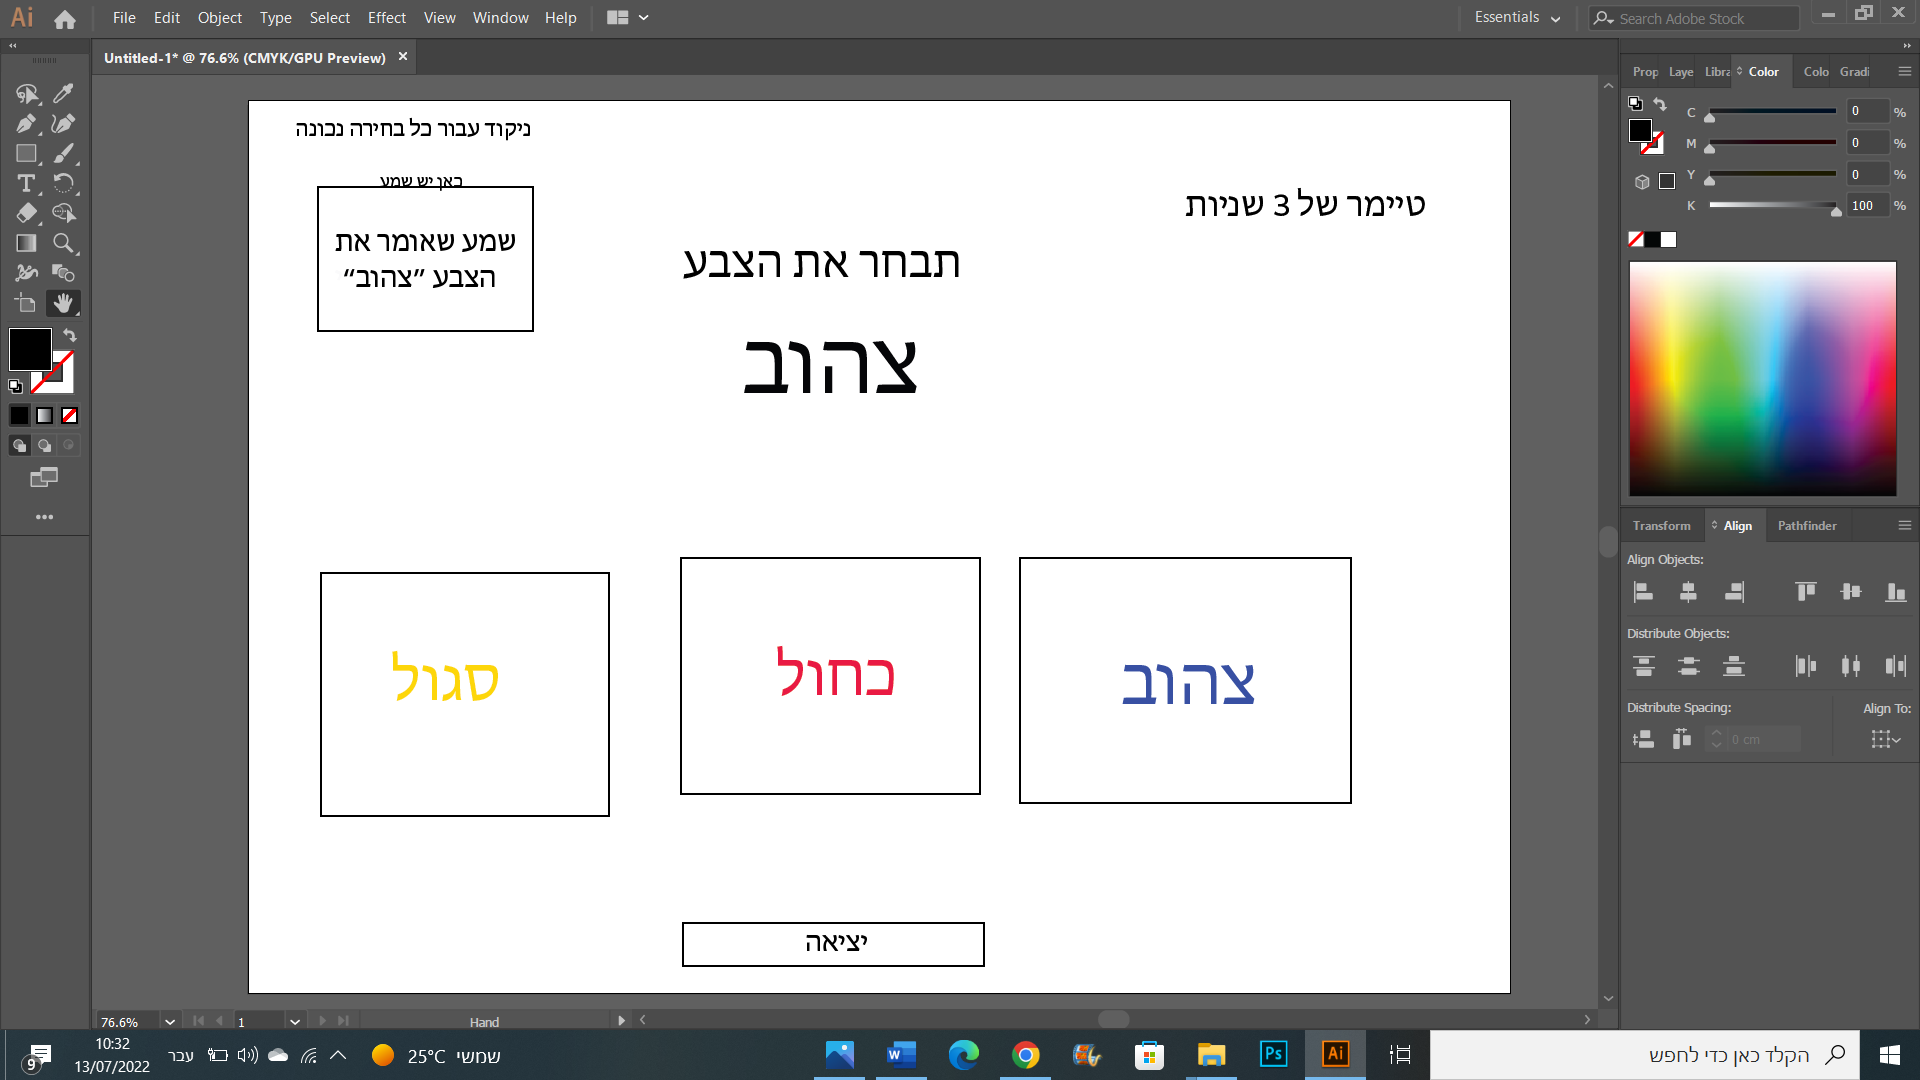 Ai
File Edit Object Type Select Effect View Window Help
Essentials
Search Adobe Stock
Untitled-1* @ 76.6% (CMYK/GPU Preview) ×
ניקוד עבור כל בחירה נכונה
כאן יש שמע
שמע שאומר את
הצבע ״צהוב״
טיימר של 3 שניות
תבחר את הצבע
צהוב
צהוב
כחול
סגול
יציאה
Prop Laye Libra Color Colo Gradi
C 0 %
M 0 %
Y 0 %
K 100 %
Transform Align Pathfinder
Align Objects:
Distribute Objects:
Distribute Spacing: Align To:
0 cm
76.6% 1 Hand
9
10:32
13/07/2022
עבר
25°C שמשי
W
Ps
Ai
הקלד כאן כדי לחפש